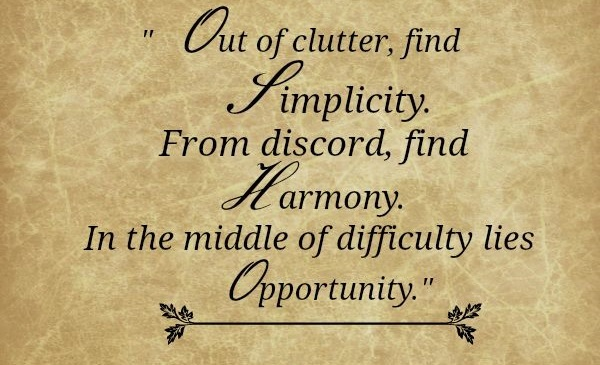 " Out of clutter, find
Simplicity.
From discord, find
Harmony.
In the middle of difficulty lies
Opportunity."